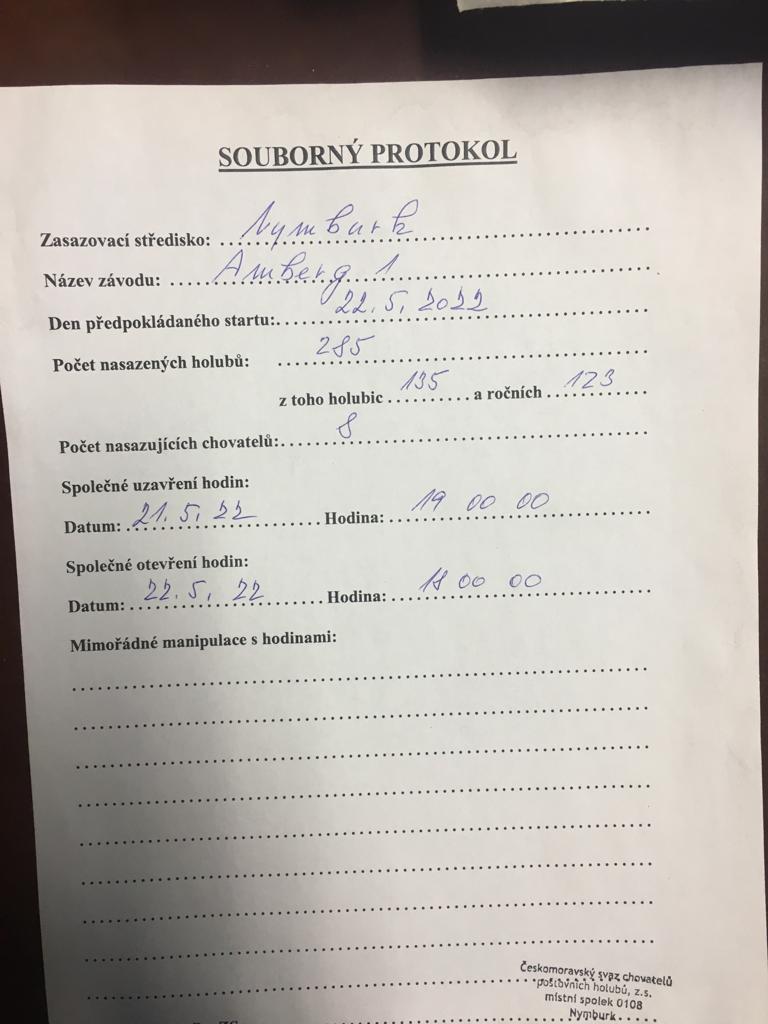 SOUBORNÝ PROTOKOL
Zasazovací středisko: Nymburk
Název závodu: Amberg 1
Den předpokládaného startu: 22. 5. 2022
Počet nasazených holubů: 285
z toho holubic 135 a ročních 123
Počet nasazujících chovatelů: 8
Společné uzavření hodin:
Datum: 21. 5. 22 Hodina: 19 00 00
Společné otevření hodin:
Datum: 22. 5. 22 Hodina: 18 00 00
Mimořádné manipulace s hodinami:
Českomoravský svaz chovatelů
poštovních holubů, z.s.
místní spolek 0108
Nymburk